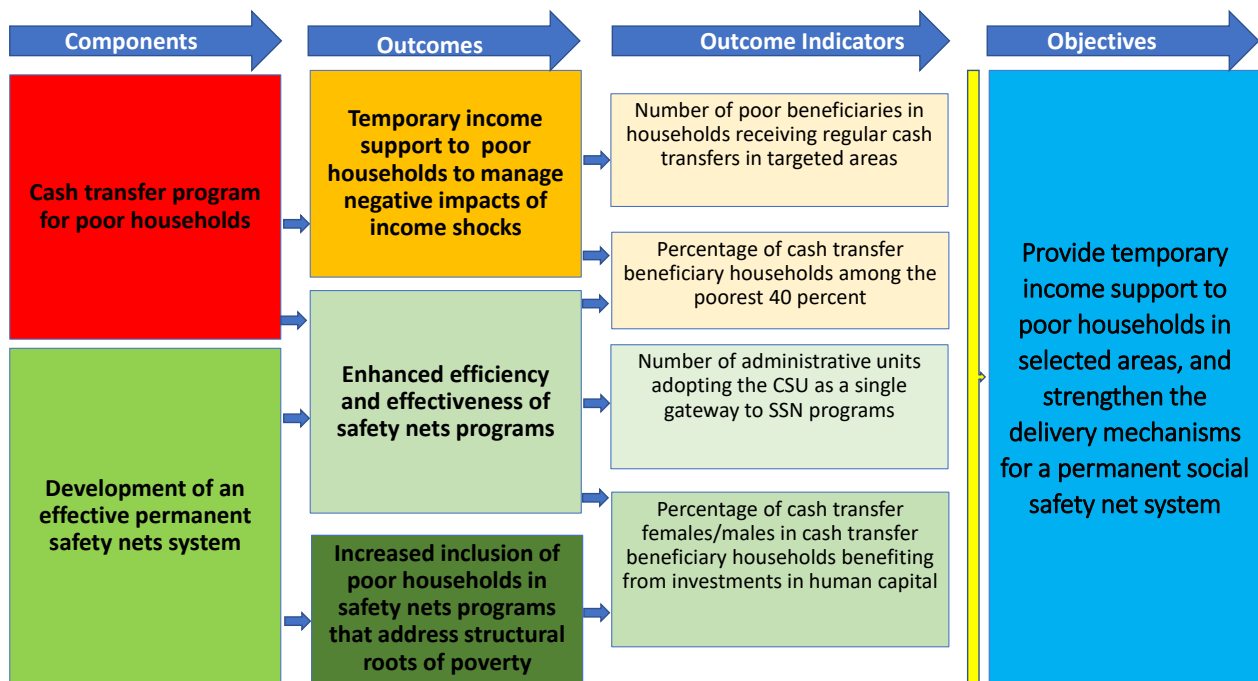 Components
Outcomes
Outcome Indicators
Objectives
Cash transfer program
for poor households
Development of an
effective permanent
safety nets system
Temporary income
support to poor
households to manage
negative impacts of
income shocks
Enhanced efficiency
and effectiveness of
safety nets programs
Increased inclusion of
poor households in
safety nets programs
that address structural
roots of poverty
Number of poor beneficiaries in
households receiving regular cash
transfers in targeted areas
Percentage of cash transfer
beneficiary households among the
poorest 40 percent
Number of administrative units
adopting the CSU as a single
gateway to SSN programs
Percentage of cash transfer
females/males in cash transfer
beneficiary households benefiting
from investments in human capital
Provide temporary
income support to
poor households in
selected areas, and
strengthen the
delivery mechanisms
for a permanent social
safety net system